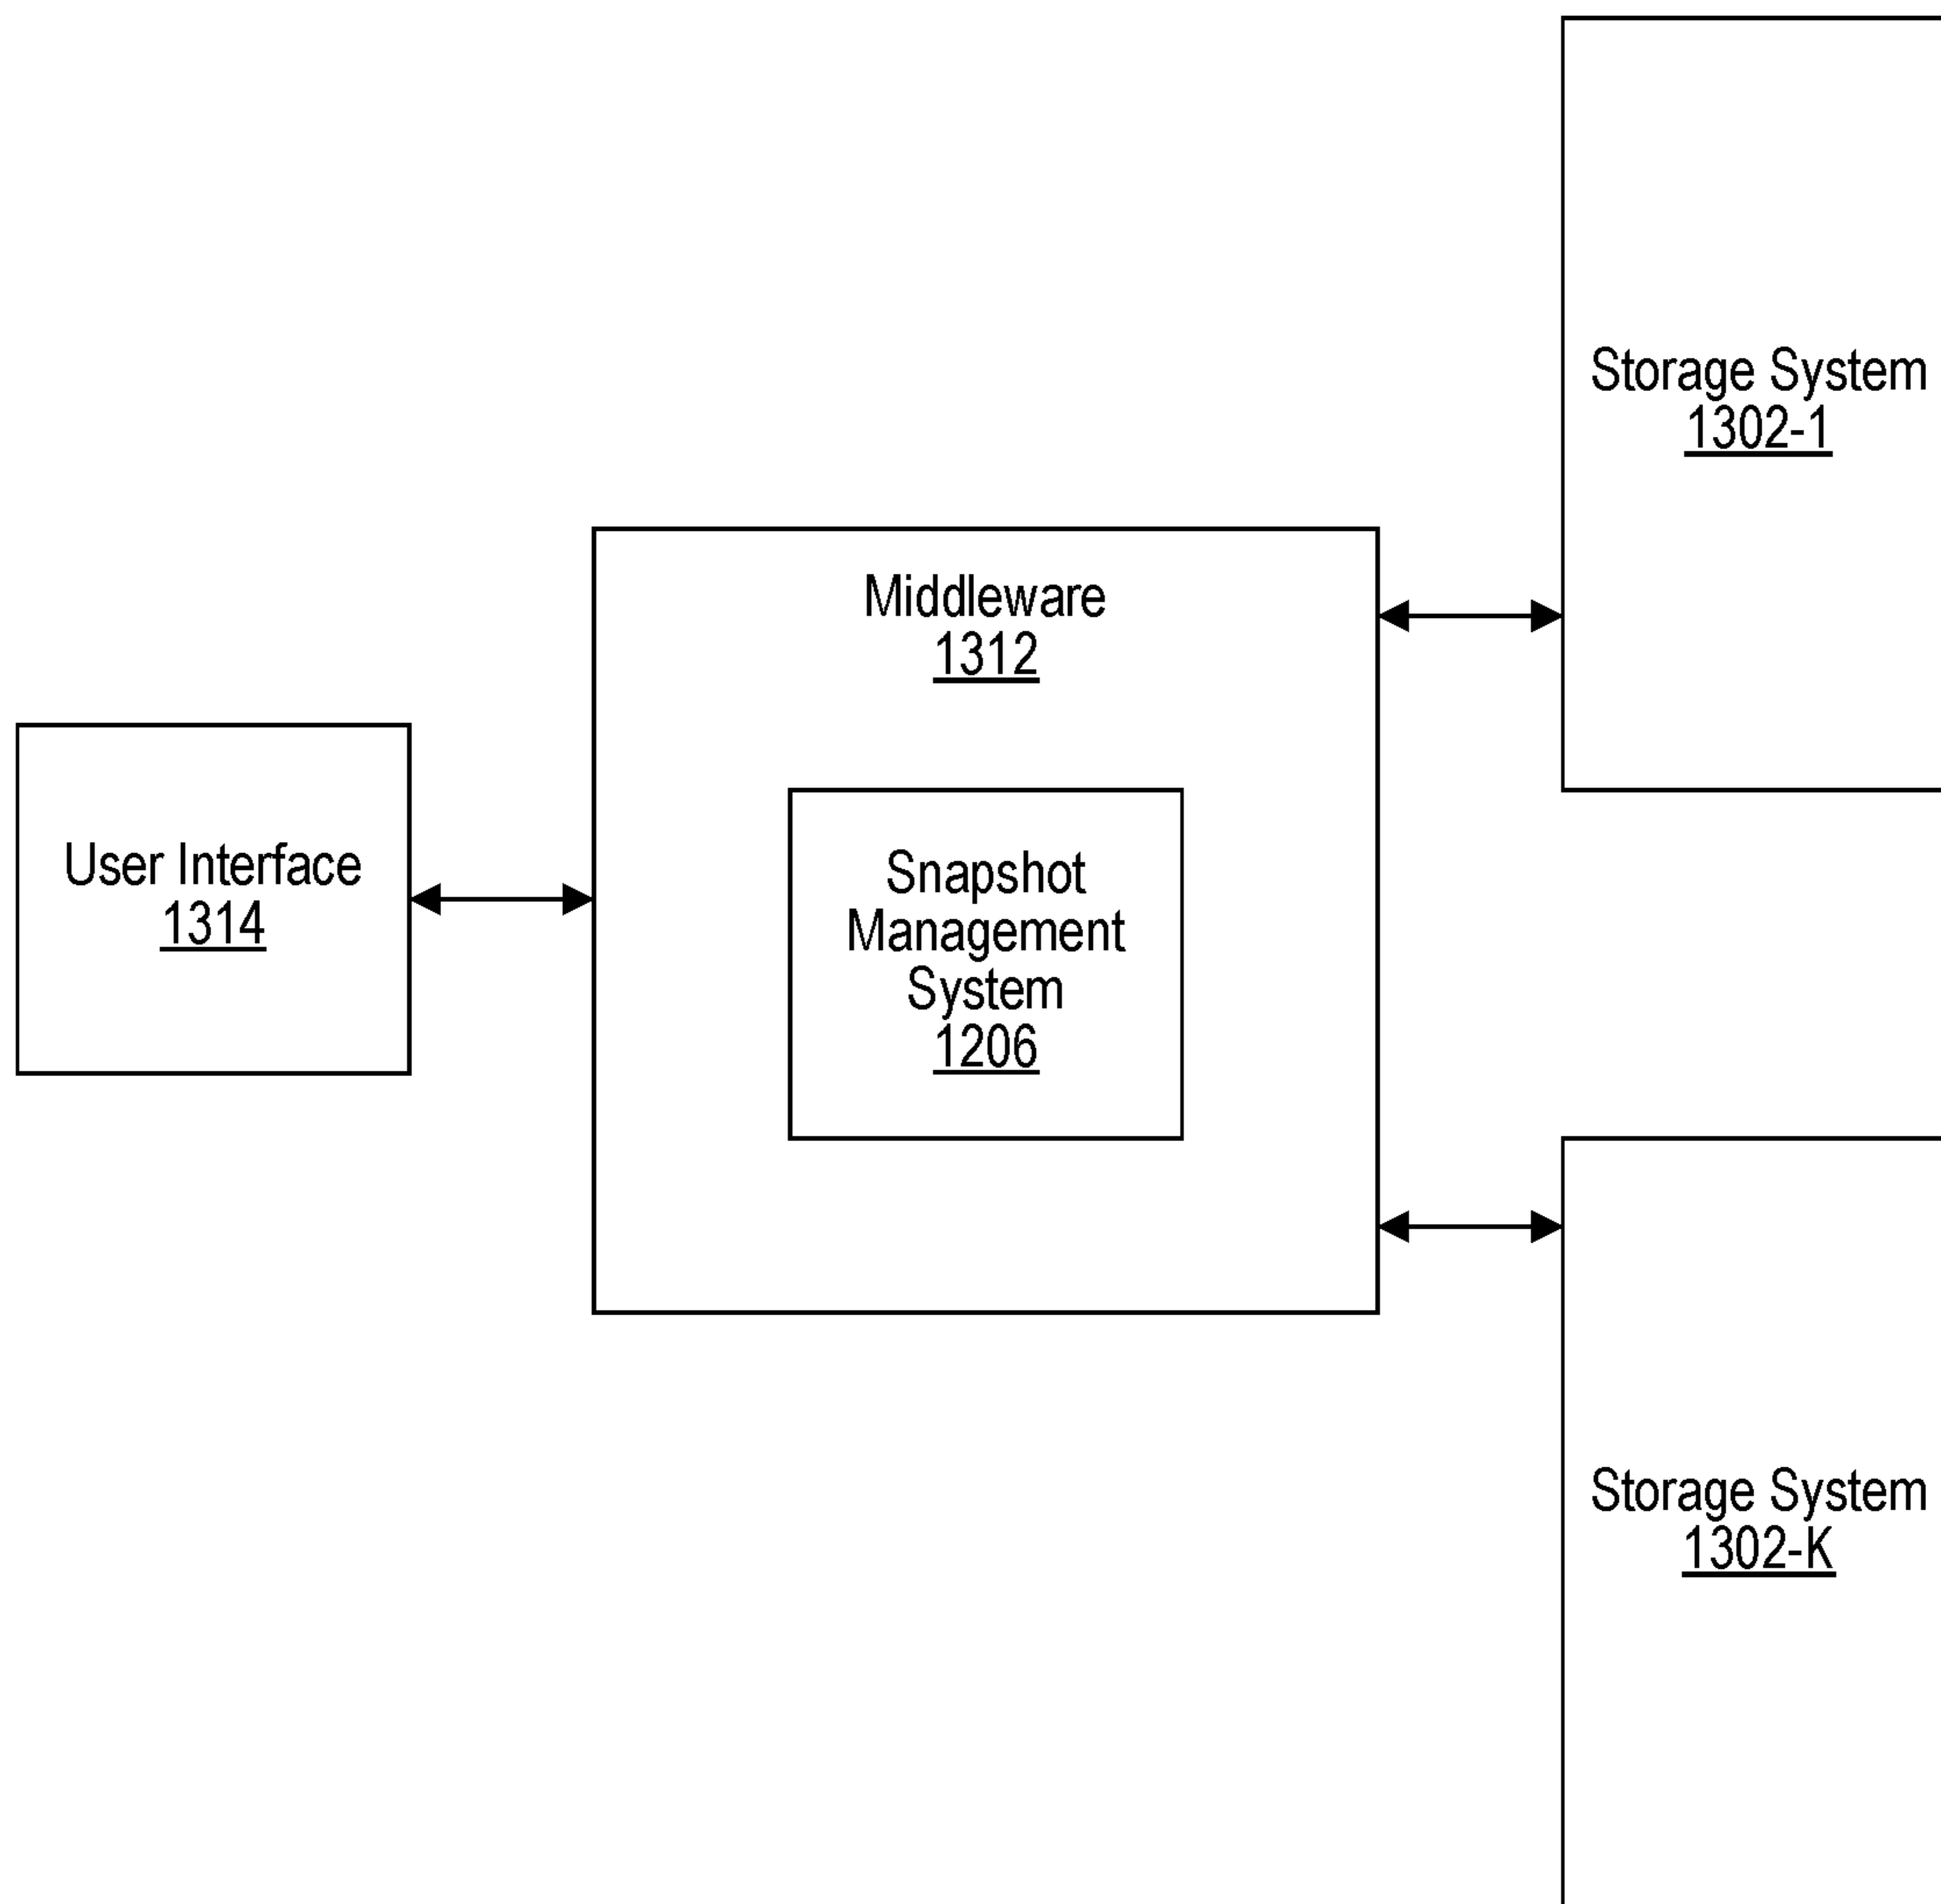 User Interface
1314
Middleware
1312
Snapshot
Management
System
1206
Storage System
1302-1
Storage System
1302-K